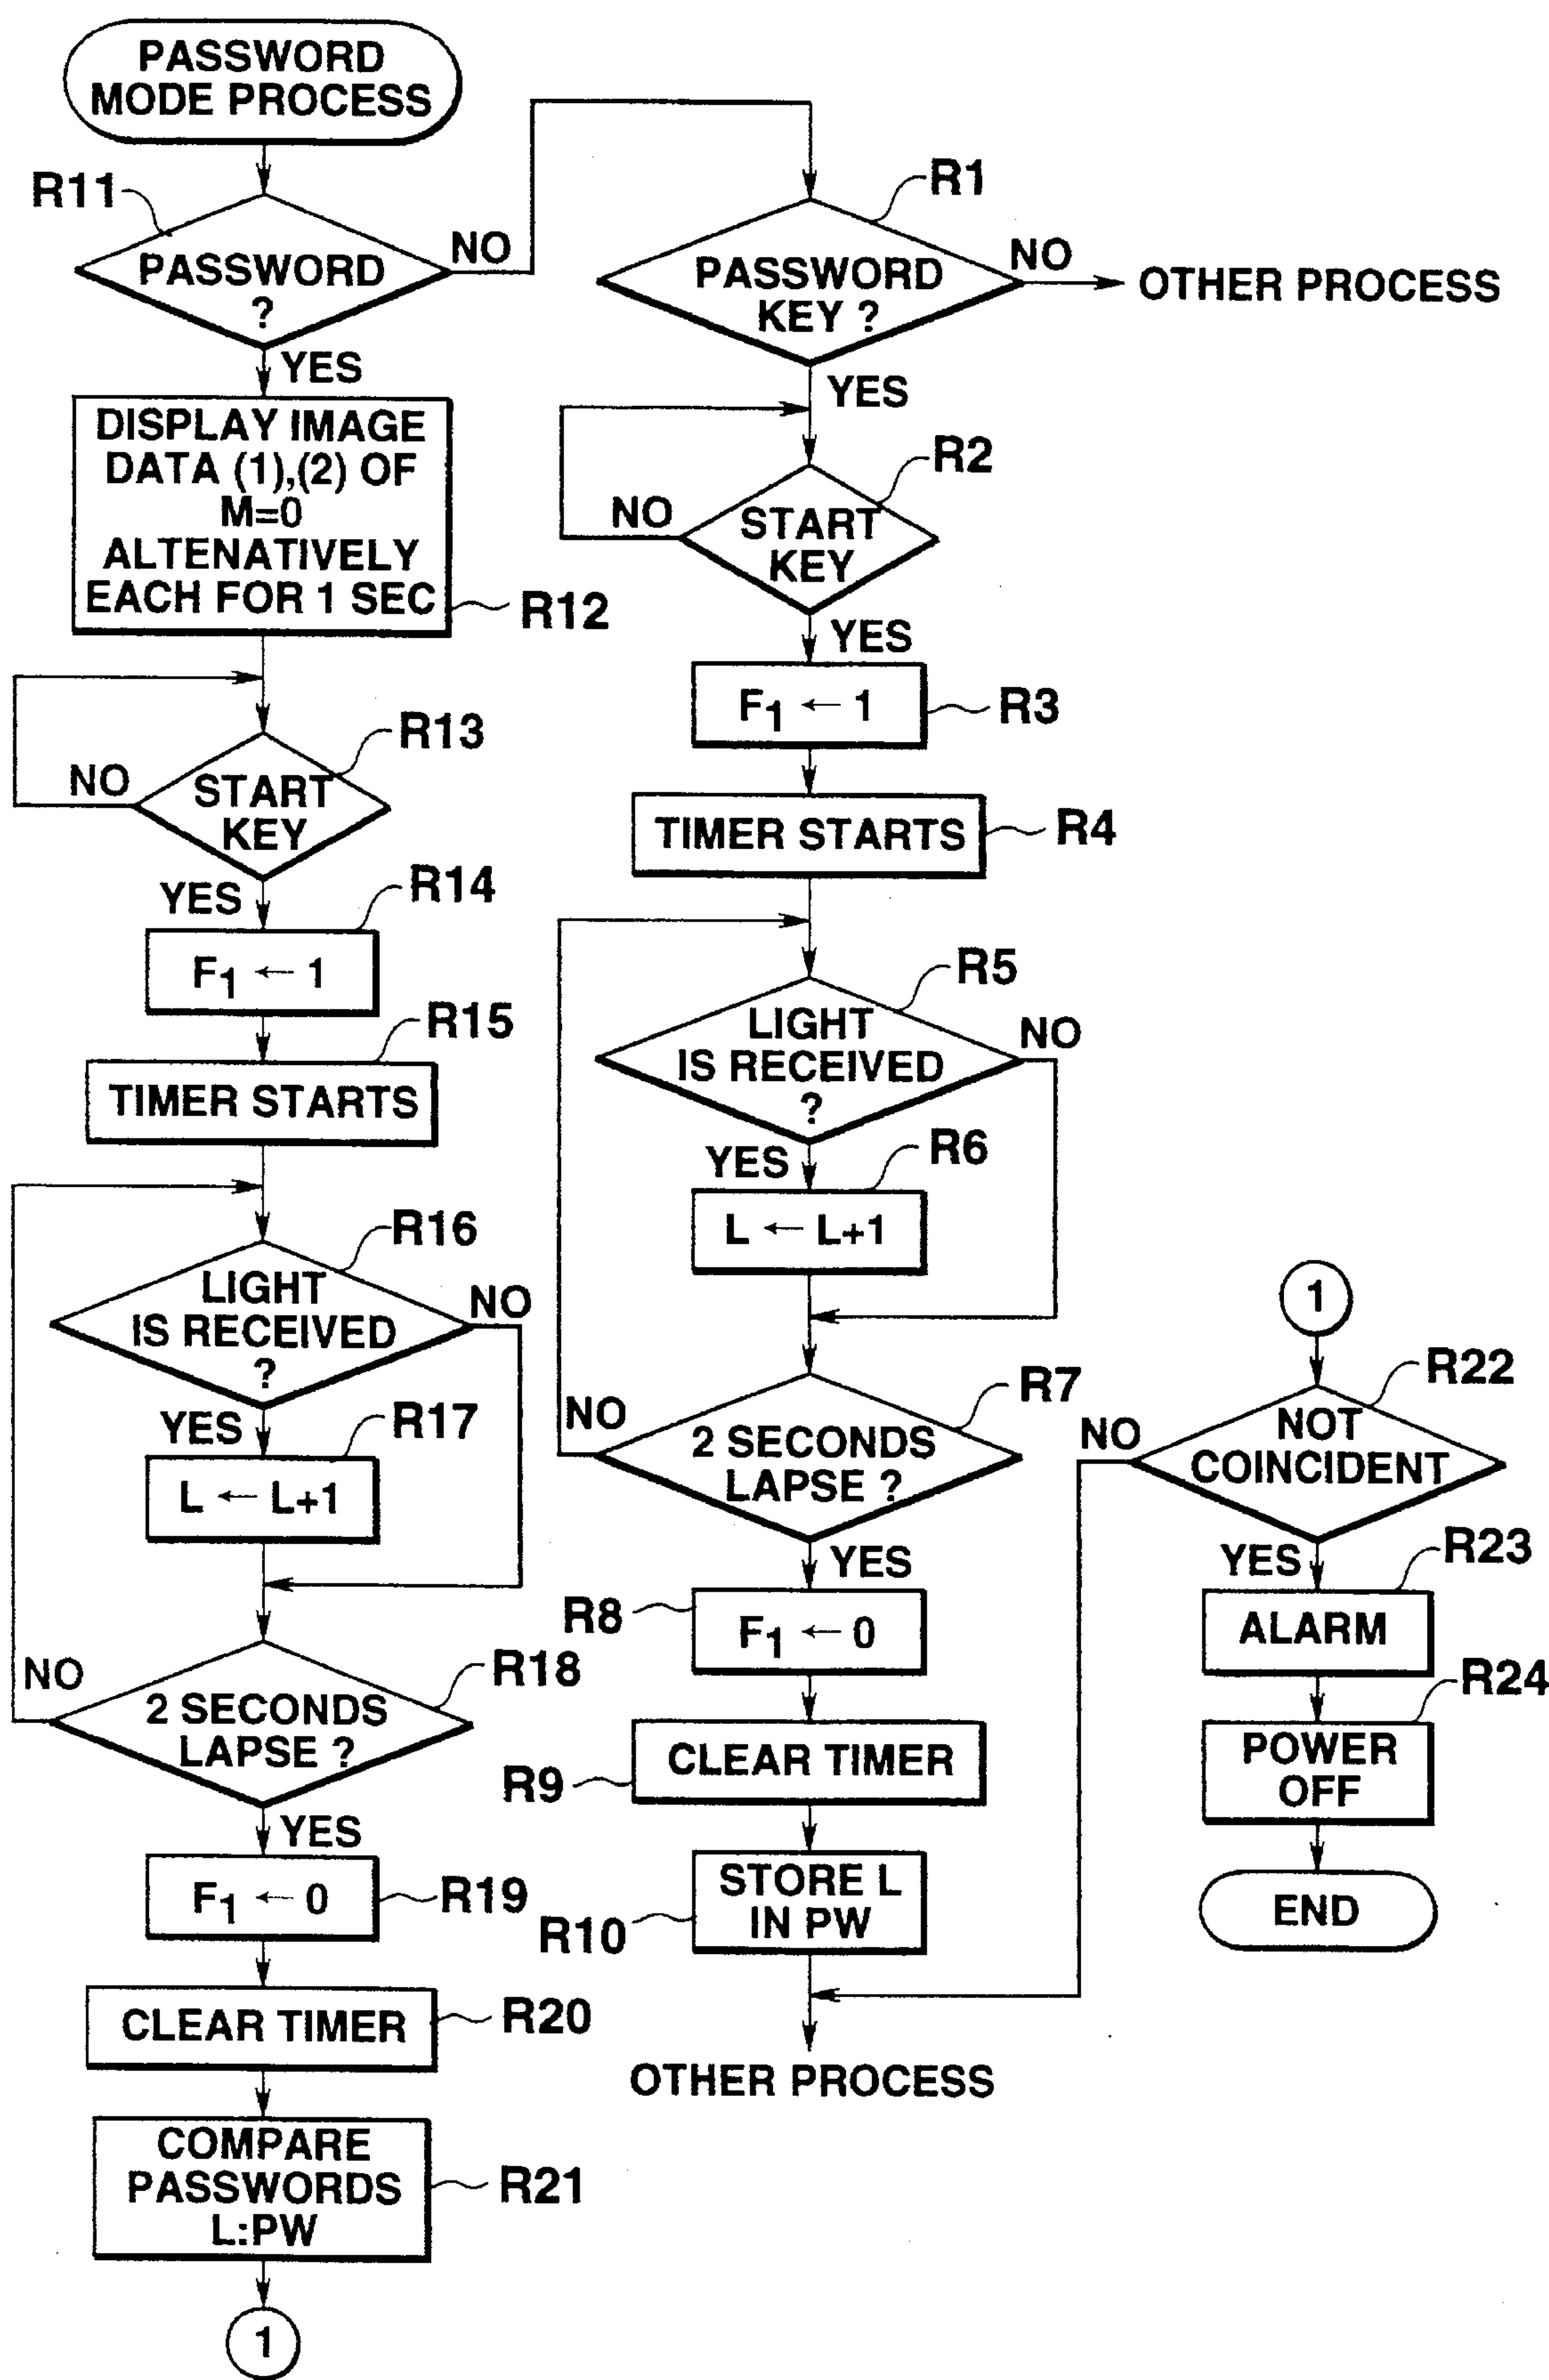 PASSWORD
MODE PROCESS
R11
PASSWORD
?
NO
YES
DISPLAY IMAGE
DATA (1),(2) OF
M=0
ALTENATIVELY
EACH FOR 1 SEC
R12
R13
START
KEY
NO
YES
R14
F1 ← 1
R15
TIMER STARTS
R16
LIGHT
IS RECEIVED
?
NO
YES
R17
L ← L+1
NO
R18
2 SECONDS
LAPSE ?
YES
F1 ← 0
R19
CLEAR TIMER
R20
COMPARE
PASSWORDS
L:PW
R21
1
R1
PASSWORD
KEY ?
NO
OTHER PROCESS
YES
R2
NO
START
KEY
YES
F1 ← 1
R3
TIMER STARTS
R4
R5
LIGHT
IS RECEIVED
?
NO
YES
R6
L ← L+1
R7
NO
2 SECONDS
LAPSE ?
YES
R8
F1 ← 0
CLEAR TIMER
R9
STORE L
IN PW
R10
OTHER PROCESS
1
R22
NO
NOT
COINCIDENT
YES
R23
ALARM
R24
POWER
OFF
END